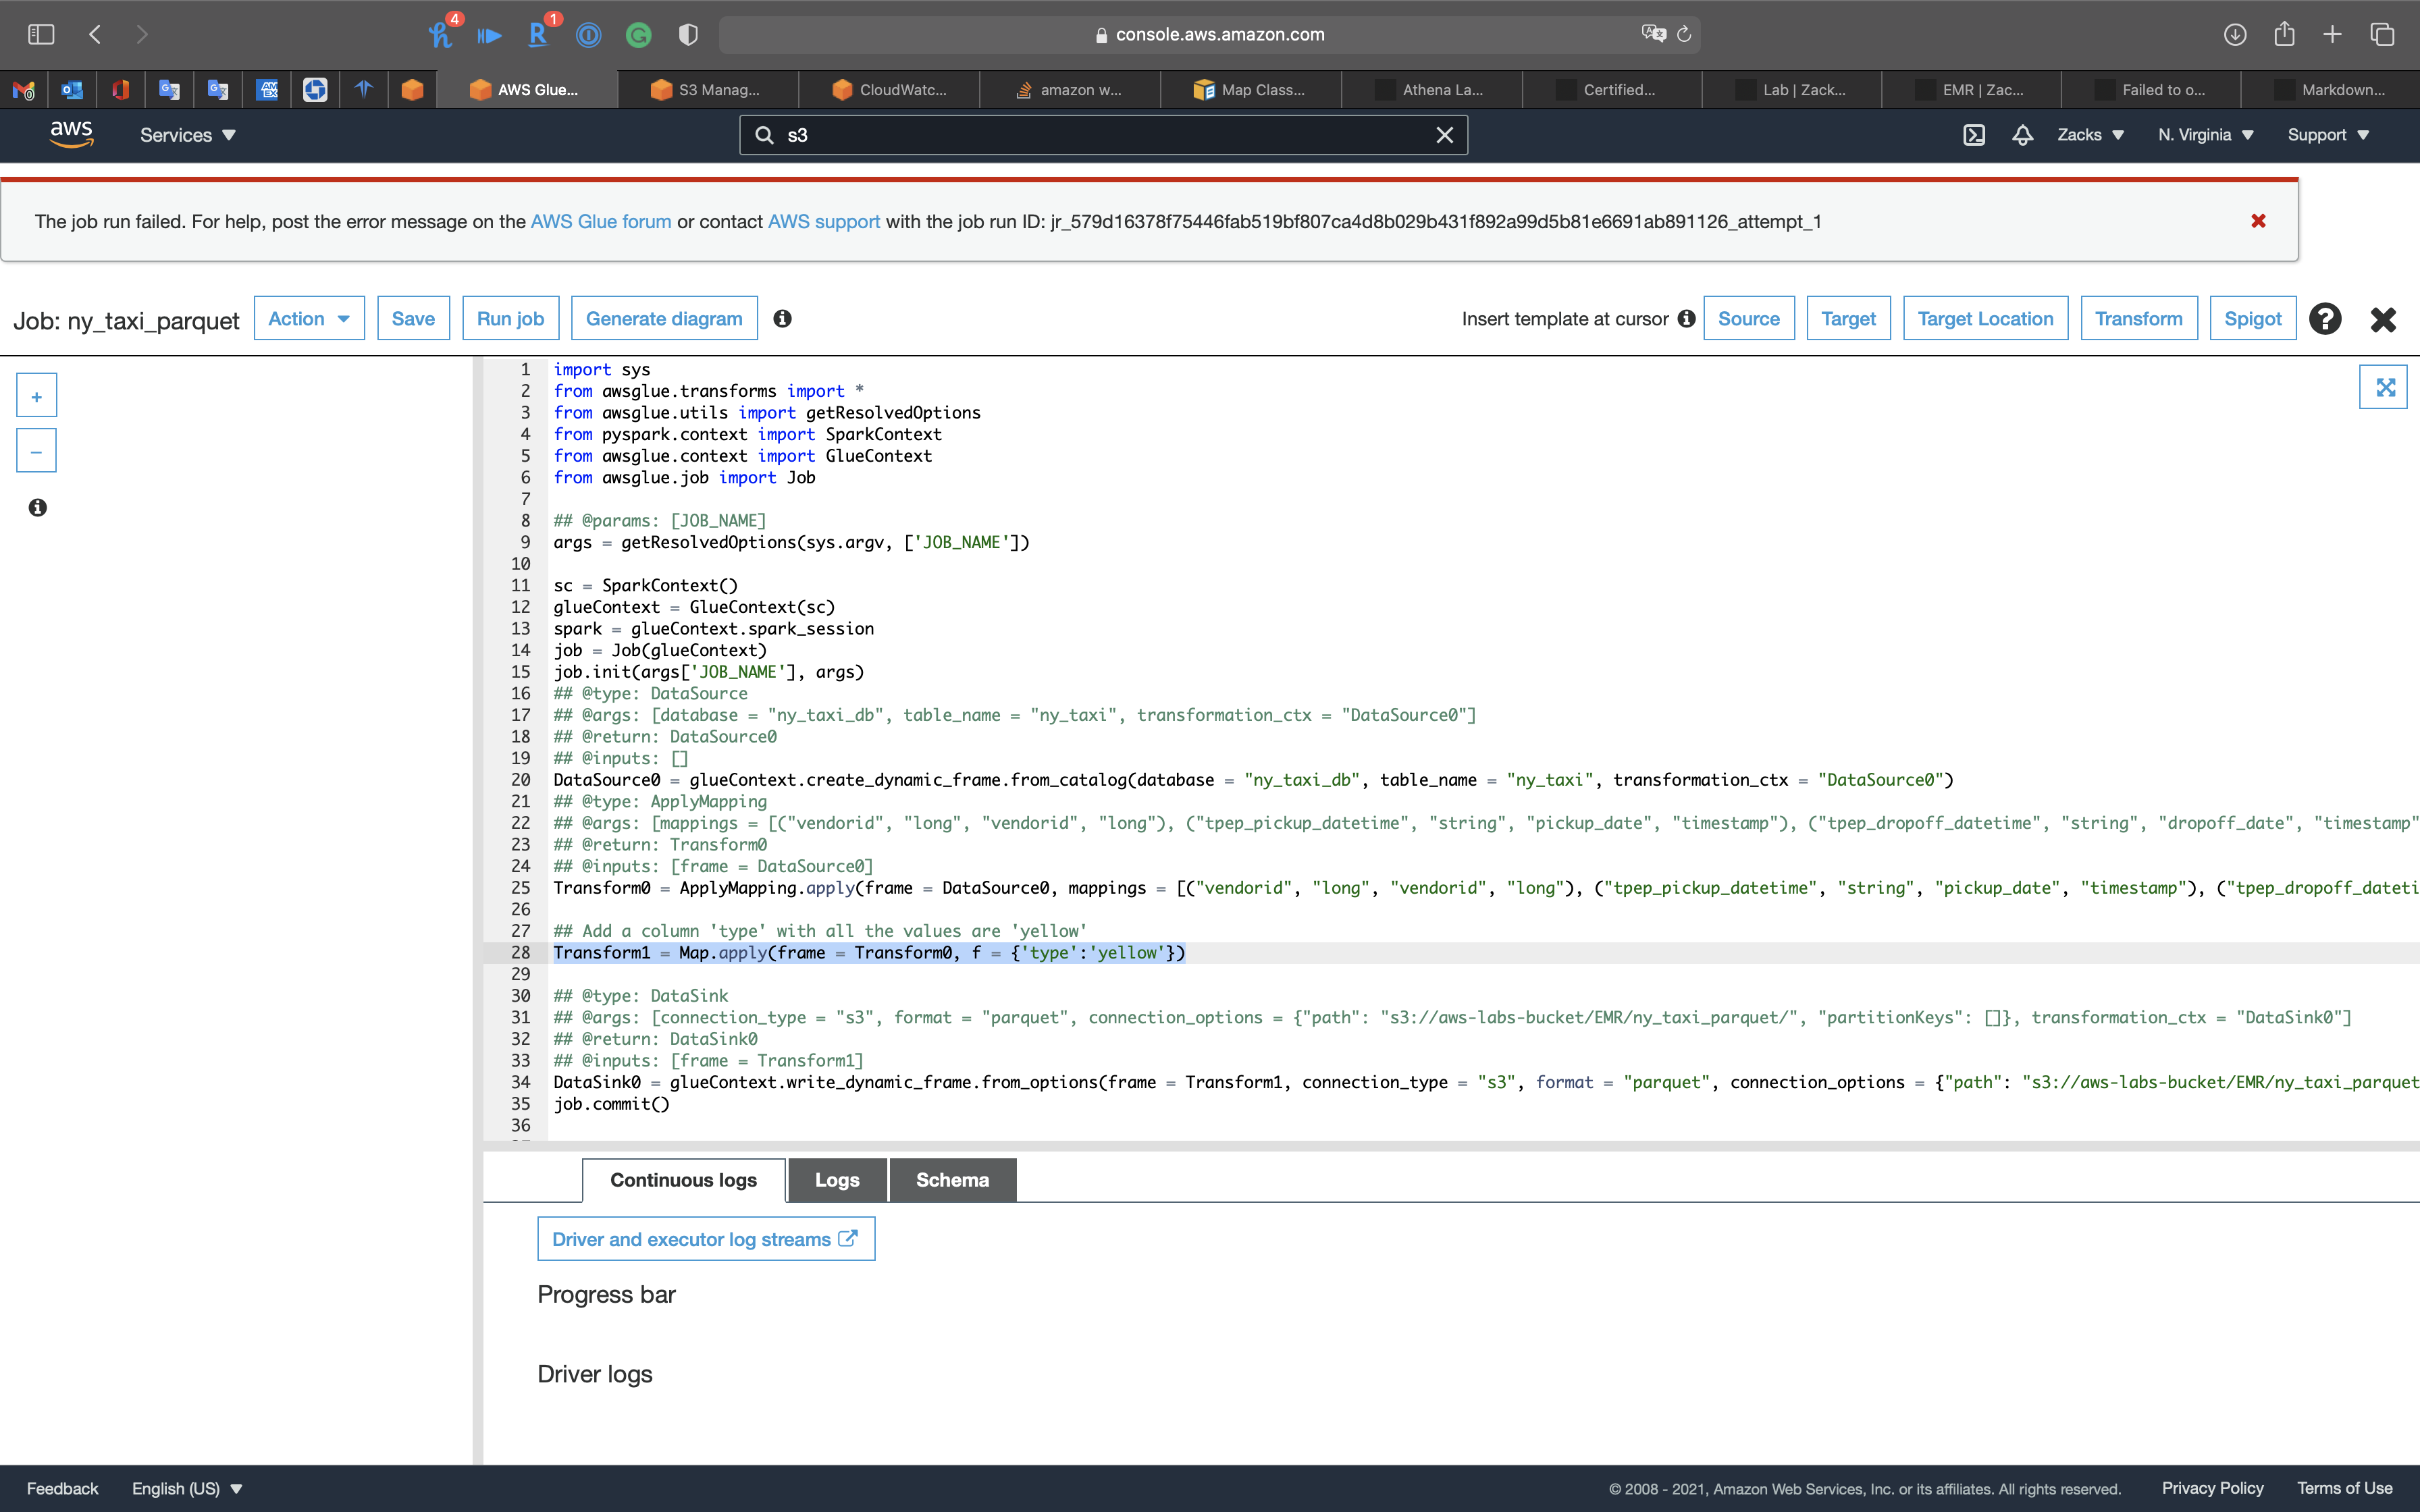 4
1
console.aws.amazon.com
AWS Glue...
S3 Manag...
CloudWatc...
amazon w...
Map Class...
Athena La...
Certified...
Lab | Zack...
EMR | Zac...
Failed to o...
Markdown...
aws
Services
s3
Zacks
N. Virginia
Support
The job run failed. For help, post the error message on the AWS Glue forum or contact AWS support with the job run ID: jr_579d16378f75446fab519bf807ca4d8b029b431f892a99d5b81e6691ab891126_attempt_1
Job: ny_taxi_parquet
Action
Save
Run job
Generate diagram
Insert template at cursor
Source
Target
Target Location
Transform
Spigot
1 import sys
2 from awsglue.transforms import *
3 from awsglue.utils import getResolvedOptions
4 from pyspark.context import SparkContext
5 from awsglue.context import GlueContext
6 from awsglue.job import Job
7
8 ## @params: [JOB_NAME]
9 args = getResolvedOptions(sys.argv, ['JOB_NAME'])
10
11 sc = SparkContext()
12 glueContext = GlueContext(sc)
13 spark = glueContext.spark_session
14 job = Job(glueContext)
15 job.init(args['JOB_NAME'], args)
16 ## @type: DataSource
17 ## @args: [database = "ny_taxi_db", table_name = "ny_taxi", transformation_ctx = "DataSource0"]
18 ## @return: DataSource0
19 ## @inputs: []
20 DataSource0 = glueContext.create_dynamic_frame.from_catalog(database = "ny_taxi_db", table_name = "ny_taxi", transformation_ctx = "DataSource0")
21 ## @type: ApplyMapping
22 ## @args: [mappings = [("vendorid", "long", "vendorid", "long"), ("tpep_pickup_datetime", "string", "pickup_date", "timestamp"), ("tpep_dropoff_datetime", "string", "dropoff_date", "timestamp"
23 ## @return: Transform0
24 ## @inputs: [frame = DataSource0]
25 Transform0 = ApplyMapping.apply(frame = DataSource0, mappings = [("vendorid", "long", "vendorid", "long"), ("tpep_pickup_datetime", "string", "pickup_date", "timestamp"), ("tpep_dropoff_dateti
26
27 ## Add a column 'type' with all the values are 'yellow'
28 Transform1 = Map.apply(frame = Transform0, f = {'type':'yellow'})
29
30 ## @type: DataSink
31 ## @args: [connection_type = "s3", format = "parquet", connection_options = {"path": "s3://aws-labs-bucket/EMR/ny_taxi_parquet/", "partitionKeys": []}, transformation_ctx = "DataSink0"]
32 ## @return: DataSink0
33 ## @inputs: [frame = Transform1]
34 DataSink0 = glueContext.write_dynamic_frame.from_options(frame = Transform1, connection_type = "s3", format = "parquet", connection_options = {"path": "s3://aws-labs-bucket/EMR/ny_taxi_parquet
35 job.commit()
36
Continuous logs
Logs
Schema
Driver and executor log streams
Progress bar
Driver logs
Feedback
English (US)
© 2008 - 2021, Amazon Web Services, Inc. or its affiliates. All rights reserved.
Privacy Policy
Terms of Use